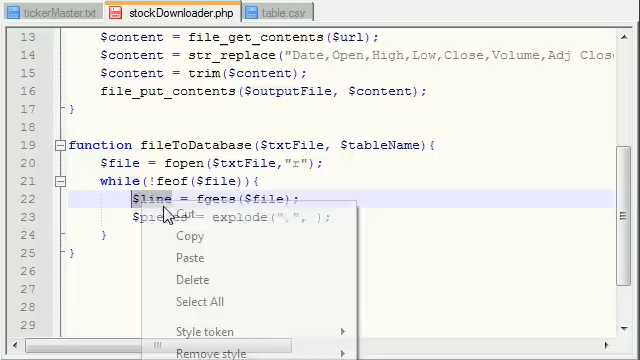 tickerMaster.txt stockDownloader.php table.csv
13 $content = file_get_contents($url);
14 $content = str_replace("Date,Open,High,Low,Close,Volume,Adj Clos
15 $content = trim($content);
16 file_put_contents($outputFile, $content);
17 }
18
19 function fileToDatabase($txtFile, $tableName){
20 $file = fopen($txtFile,"r");
21 while(!feof($file)){
22 $line = fgets($file);
23 $pieces = explode(",", );
24 }
25 }
26
27
28
29
Cut
Copy
Paste
Delete
Select All
Style token
Remove style